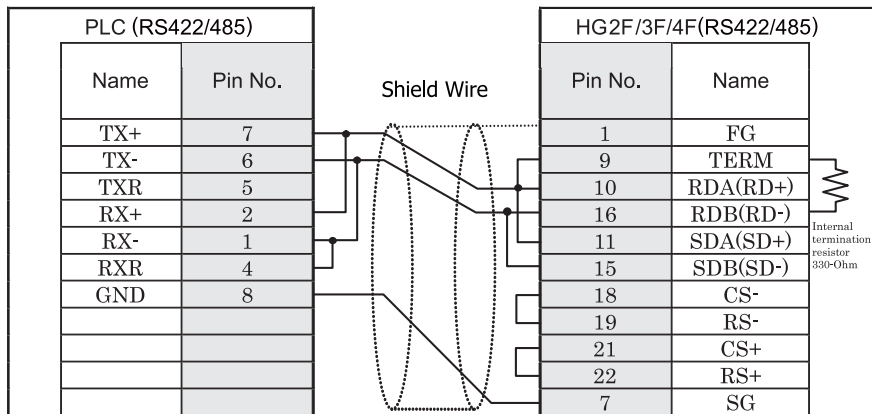 PLC (RS422/485)
HG2F/3F/4F(RS422/485)
Name Pin No. Shield Wire Pin No. Name
TX+ 7 1 FG
TX- 6 9 TERM
TXR 5 10 RDA(RD+)
RX+ 2 16 RDB(RD-)
RX- 1 11 SDA(SD+)
RXR 4 15 SDB(SD-)
GND 8 18 CS-
19 RS-
21 CS+
22 RS+
7 SG
Internal
termination
resistor
330-Ohm